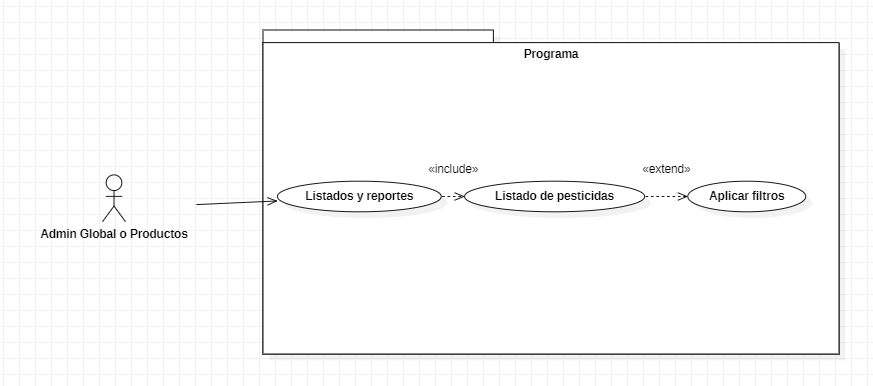 Programa
«include»
«extend»
Listados y reportes
Listado de pesticidas
Aplicar filtros
Admin Global o Productos